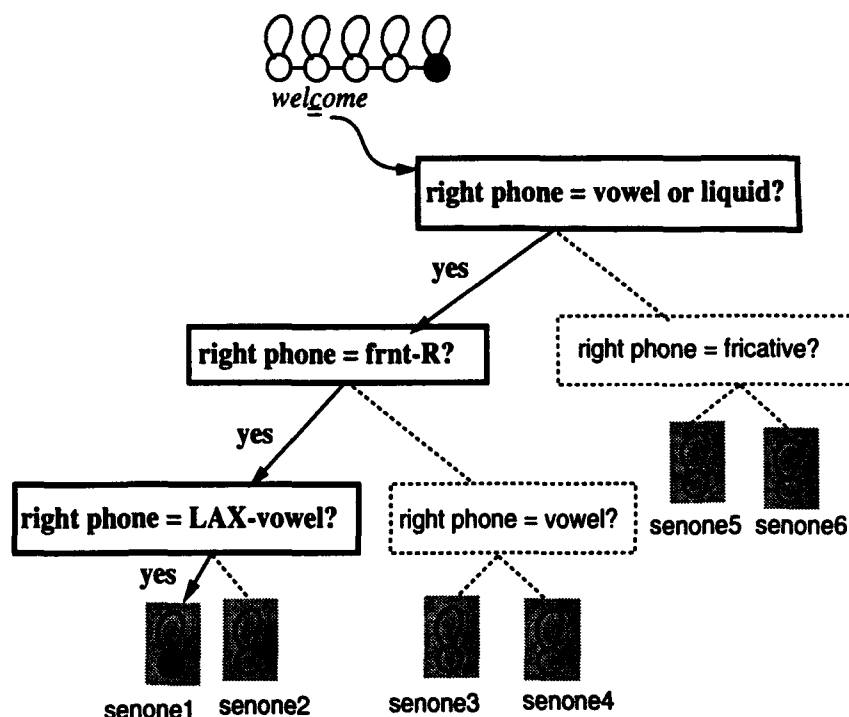 welcome
=
right phone = vowel or liquid?
yes
right phone = frnt-R?
right phone = fricative?
yes
senone5 senone6
right phone = LAX-vowel?
right phone = vowel?
yes
senone1 senone2 senone3 senone4